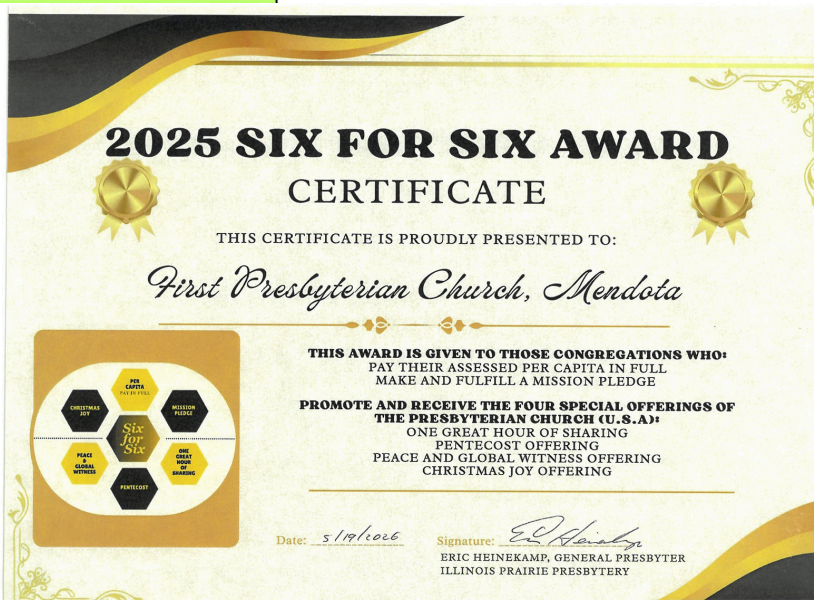 2025 SIX FOR SIX AWARD
CERTIFICATE
THIS CERTIFICATE IS PROUDLY PRESENTED TO:
First Presbyterian Church, Mendota
PER
CAPITA
PAY IN FULL
CHRISTMAS
JOY
MISSION
PLEDGE
Six
for
Six
PEACE
&
GLOBAL
WITNESS
ONE
GREAT
HOUR
OF
SHARING
PENTECOST
THIS AWARD IS GIVEN TO THOSE CONGREGATIONS WHO:
PAY THEIR ASSESSED PER CAPITA IN FULL
MAKE AND FULFILL A MISSION PLEDGE
PROMOTE AND RECEIVE THE FOUR SPECIAL OFFERINGS OF
THE PRESBYTERIAN CHURCH (U.S.A):
ONE GREAT HOUR OF SHARING
PENTECOST OFFERING
PEACE AND GLOBAL WITNESS OFFERING
CHRISTMAS JOY OFFERING
Date: 5/19/2026
Signature: Eric Heinekamp
ERIC HEINEKAMP, GENERAL PRESBYTER
ILLINOIS PRAIRIE PRESBYTERY